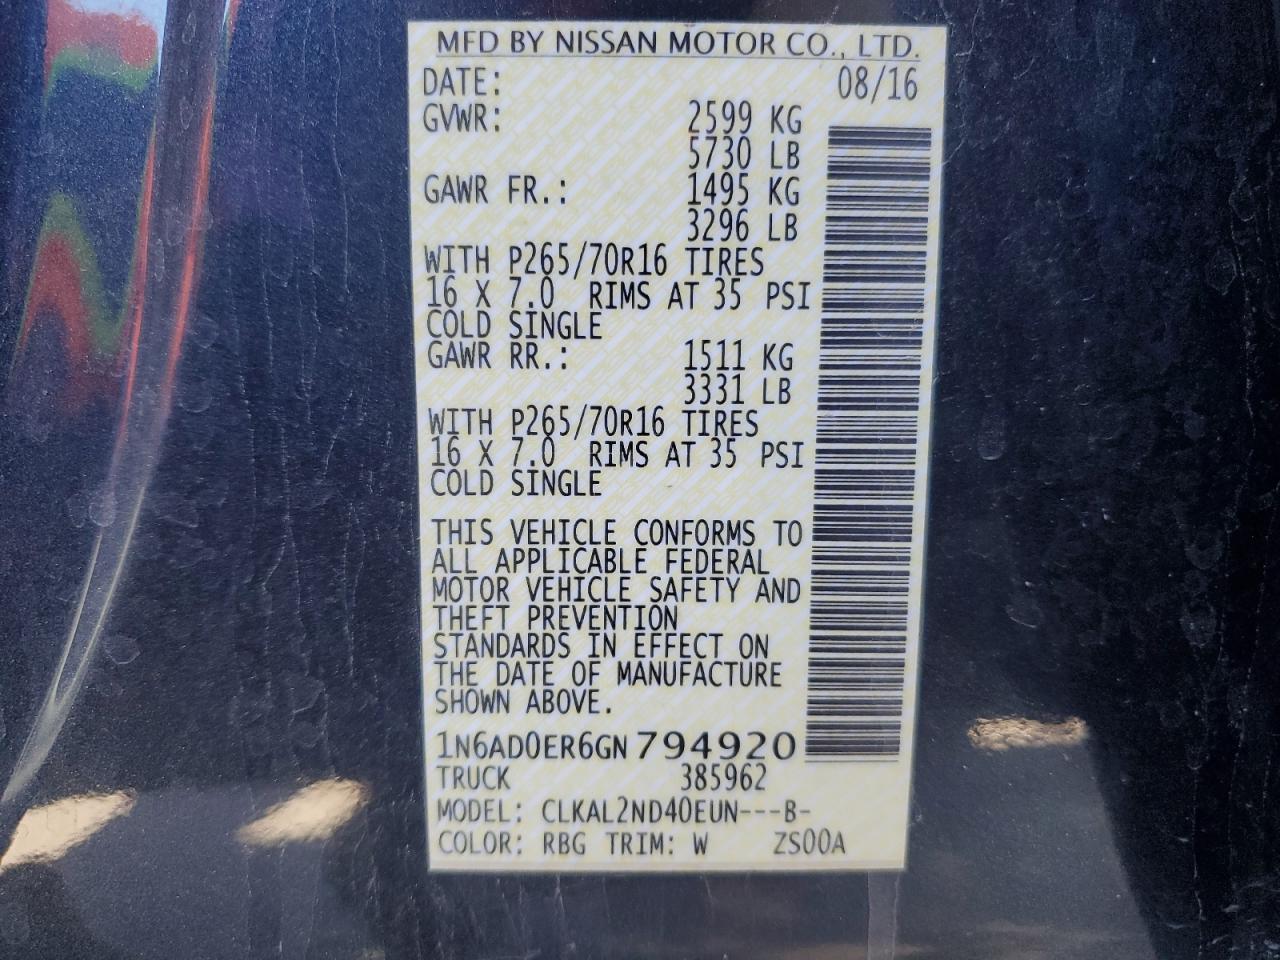 MFD BY NISSAN MOTOR CO., LTD.
DATE: 08/16
GVWR: 2599 KG
5730 LB
GAWR FR.: 1495 KG
3296 LB
WITH P265/70R16 TIRES
16 X 7.0 RIMS AT 35 PSI
COLD SINGLE
GAWR RR.: 1511 KG
3331 LB
WITH P265/70R16 TIRES
16 X 7.0 RIMS AT 35 PSI
COLD SINGLE
THIS VEHICLE CONFORMS TO
ALL APPLICABLE FEDERAL
MOTOR VEHICLE SAFETY AND
THEFT PREVENTION
STANDARDS IN EFFECT ON
THE DATE OF MANUFACTURE
SHOWN ABOVE.
1N6AD0ER6GN794920
TRUCK 385962
MODEL: CLKAL2ND40EUN---B-
COLOR: RBG TRIM: W ZS00A